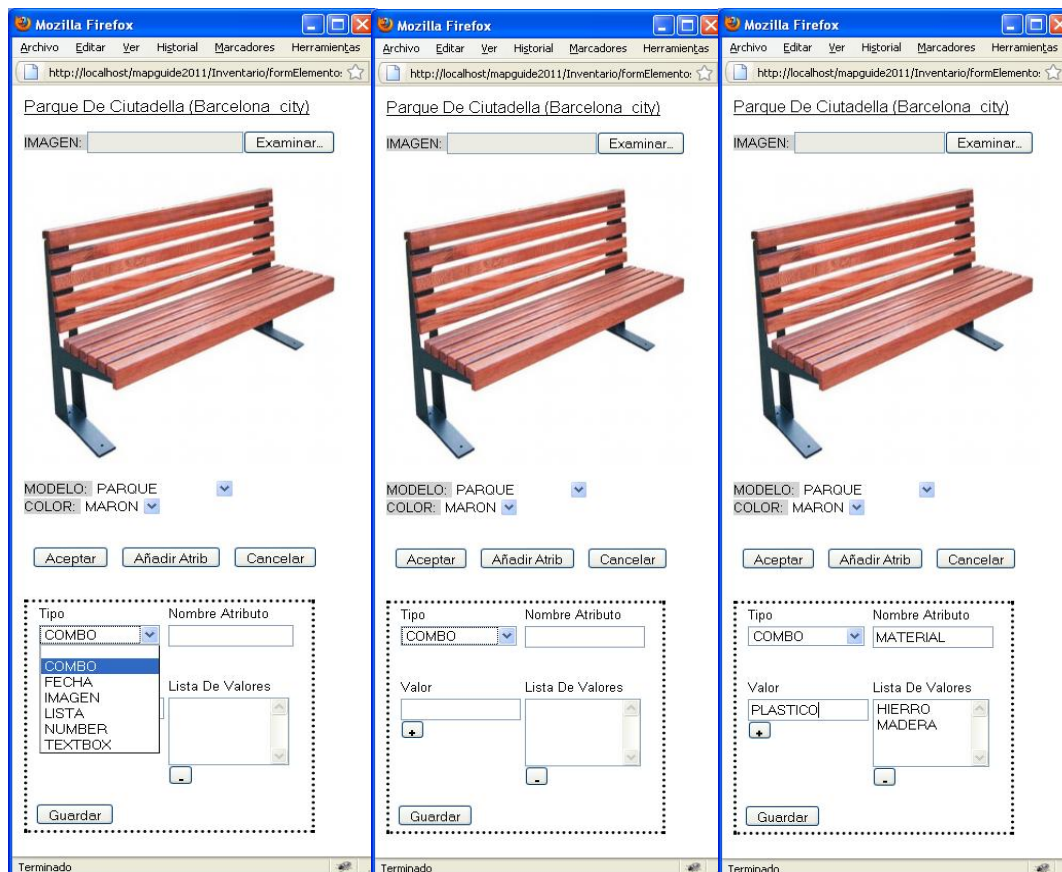 Mozilla Firefox
Archivo Editar Ver Historial Marcadores Herramientas
http://localhost/mapguide2011/Inventario/formElemento:
Parque De Ciutadella (Barcelona_city)
IMAGEN: Examinar...
MODELO: PARQUE
COLOR: MARON
Aceptar Añadir Atrib Cancelar
Tipo Nombre Atributo
COMBO
COMBO
FECHA
IMAGEN
LISTA
NUMBER
TEXTBOX
Lista De Valores
-
Guardar
Terminado
Mozilla Firefox
Archivo Editar Ver Historial Marcadores Herramientas
http://localhost/mapguide2011/Inventario/formElemento:
Parque De Ciutadella (Barcelona_city)
IMAGEN: Examinar...
MODELO: PARQUE
COLOR: MARON
Aceptar Añadir Atrib Cancelar
Tipo Nombre Atributo
COMBO
Valor Lista De Valores
+
-
Guardar
Terminado
Mozilla Firefox
Archivo Editar Ver Historial Marcadores Herramientas
http://localhost/mapguide2011/Inventario/formElemento:
Parque De Ciutadella (Barcelona_city)
IMAGEN: Examinar...
MODELO: PARQUE
COLOR: MARON
Aceptar Añadir Atrib Cancelar
Tipo Nombre Atributo
COMBO MATERIAL
Valor Lista De Valores
PLASTICO HIERRO
MADERA
+
-
Guardar
Terminado